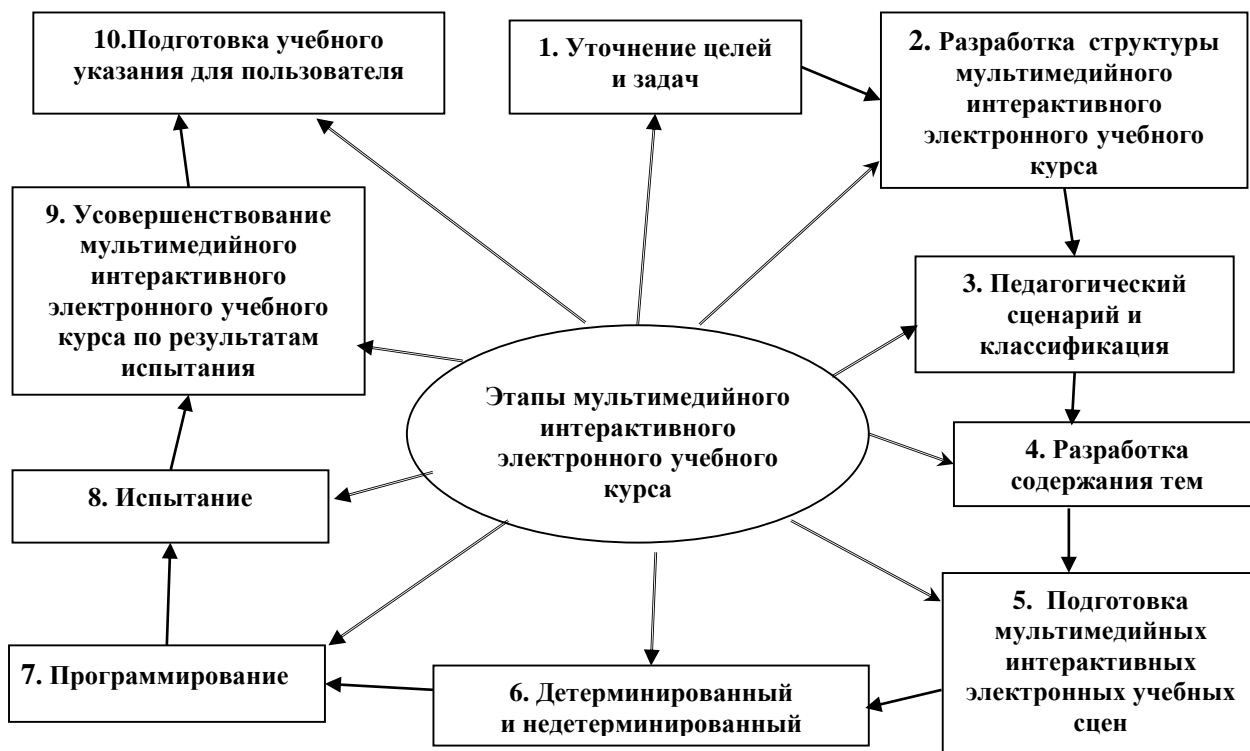 10.Подготовка учебного
указания для пользователя
1. Уточнение целей
и задач
2. Разработка структуры
мультимедийного
интерактивного
электронного учебного
курса
3. Педагогический
сценарий и
классификация
4. Разработка
содержания тем
5. Подготовка
мультимедийных
интерактивных
электронных учебных
сцен
6. Детерминированный
и недетерминированный
7. Программирование
8. Испытание
9. Усовершенствование
мультимедийного
интерактивного
электронного учебного
курса по результатам
испытания
Этапы мультимедийного
интерактивного
электронного учебного
курса